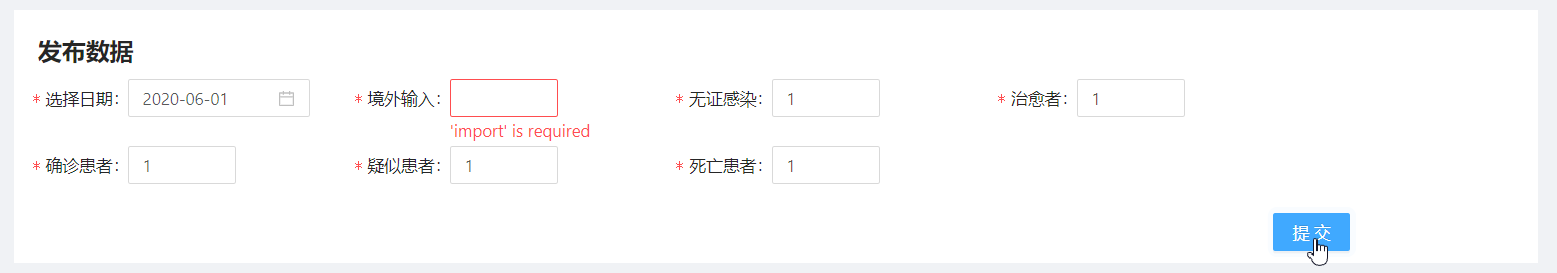 发布数据
* 选择日期: 2020-06-01 * 境外输入: * 无证感染: 1 * 治愈者: 1
'import' is required
* 确诊患者: 1 * 疑似患者: 1 * 死亡患者: 1
提 交